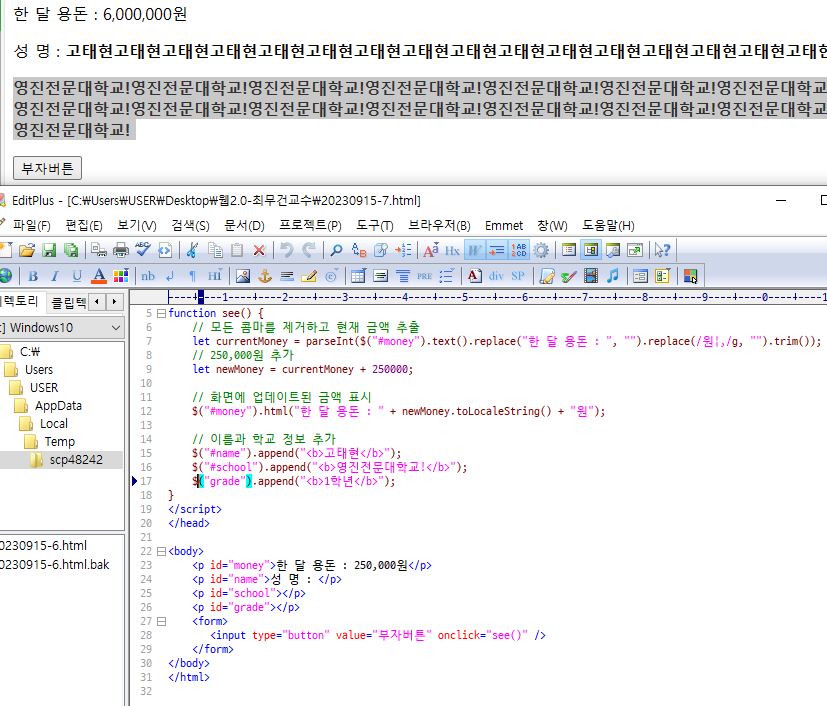 한 달 용돈 : 6,000,000원
성 명 : 고태현고태현고태현고태현고태현고태현고태현고태현고태현고태현고태현고태현고태현고태현고태현고태현
영진전문대학교!영진전문대학교!영진전문대학교!영진전문대학교!영진전문대학교!영진전문대학교!영진전문대학교
영진전문대학교!영진전문대학교!영진전문대학교!영진전문대학교!영진전문대학교!영진전문대학교!영진전문대학교
영진전문대학교!
부자버튼
EditPlus - [C:₩Users₩USER₩Desktop₩웹2.0-최무건교수₩20230915-7.html]
파일(F) 편집(E) 보기(V) 검색(S) 문서(D) 프로젝트(P) 도구(T) 브라우저(B) Emmet 창(W) 도움말(H)
렉토리 클립텍
:] Windows10
C:₩
Users
USER
AppData
Local
Temp
scp48242
0230915-6.html
0230915-6.html.bak
5 function see() {
6 // 모든 콤마를 제거하고 현재 금액 추출
7 let currentMoney = parseInt($("#money").text().replace("한 달 용돈 : ", "").replace(/원|,/g, "").trim());
8 // 250,000원 추가
9 let newMoney = currentMoney + 250000;
10
11 // 화면에 업데이트된 금액 표시
12 $("#money").html("한 달 용돈 : " + newMoney.toLocaleString() + "원");
13
14 // 이름과 학교 정보 추가
15 $("#name").append("<b>고태현</b>");
16 $("#school").append("<b>영진전문대학교!</b>");
17 $("grade").append("<b>1학년</b>");
18 }
19 </script>
20 </head>
21
22 <body>
23 <p id="money">한 달 용돈 : 250,000원</p>
24 <p id="name">성 명 : </p>
25 <p id="school"></p>
26 <p id="grade"></p>
27 <form>
28 <input type="button" value="부자버튼" onclick="see()" />
29 </form>
30 </body>
31 </html>
32